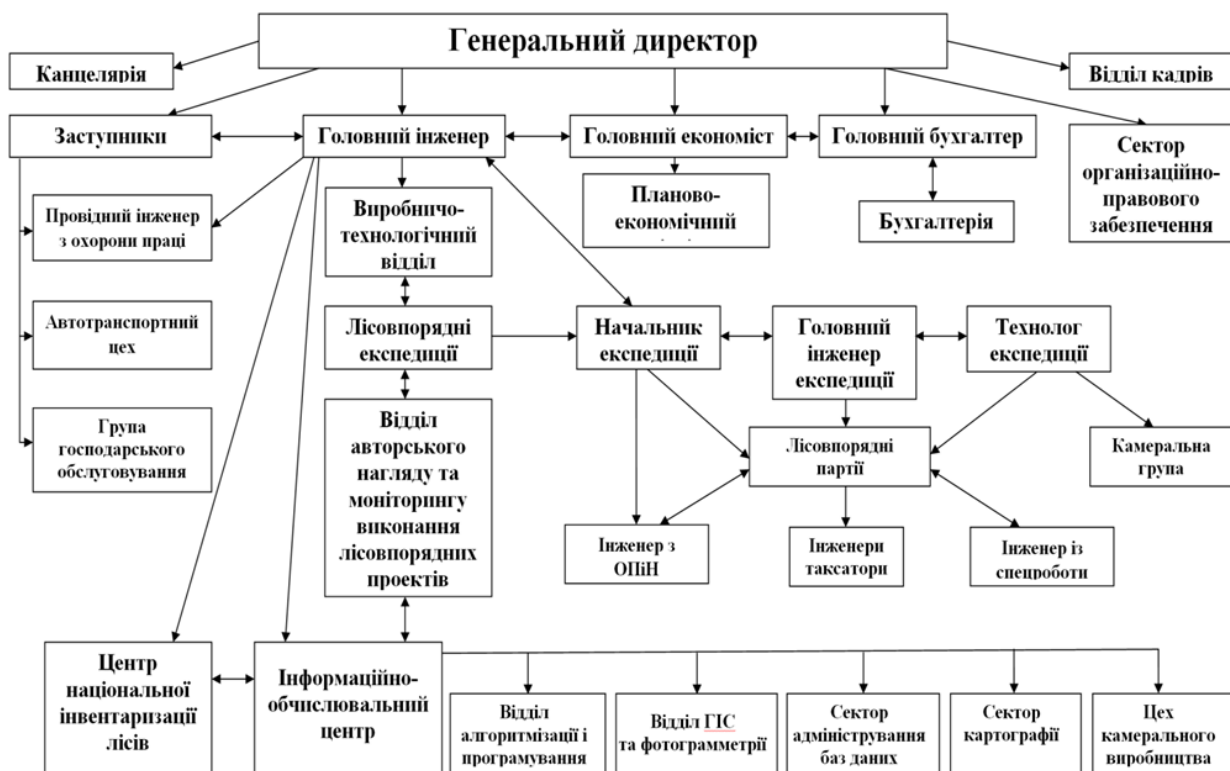 Генеральний директор
Канцелярія
Відділ кадрів
Заступники
Головний інженер
Головний економіст
Головний бухгалтер
Сектор
організаційно-
правового
забезпечення
Провідний інженер
з охорони праці
Виробничо-
технологічний
відділ
Планово-
економічний
Бухгалтерія
Автотранспортний
цех
Лісовпорядні
експедиції
Начальник
експедиції
Головний
інженер
експедиції
Технолог
експедиції
Група
господарського
обслуговування
Відділ
авторського
нагляду та
моніторингу
виконання
лісовпорядних
проектів
Лісовпорядні
партії
Камеральна
група
Інженер з
ОПіН
Інженери
таксатори
Інженер із
спецроботи
Центр
національної
інвентаризації
лісів
Інформаційно-
обчислювальний
центр
Відділ
алгоритмізації і
програмування
Відділ ГІС
та фотограмметрії
Сектор
адміністрування
баз даних
Сектор
картографії
Цех
камерального
виробництва